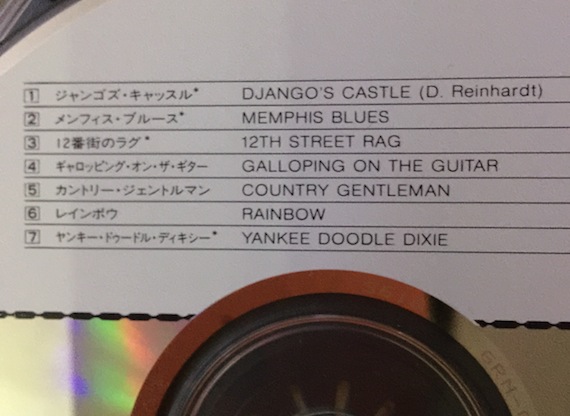 1 ジャンゴズ・キャッスル* DJANGO'S CASTLE (D. Reinhardt)
2 メンフィス・ブルース* MEMPHIS BLUES
3 12番街のラグ* 12TH STREET RAG
4 ギャロッピング・オン・ザ・ギター GALLOPING ON THE GUITAR
5 カントリー・ジェントルマン COUNTRY GENTLEMAN
6 レインボウ RAINBOW
7 ヤンキー・ドゥードル・ディキシー* YANKEE DOODLE DIXIE